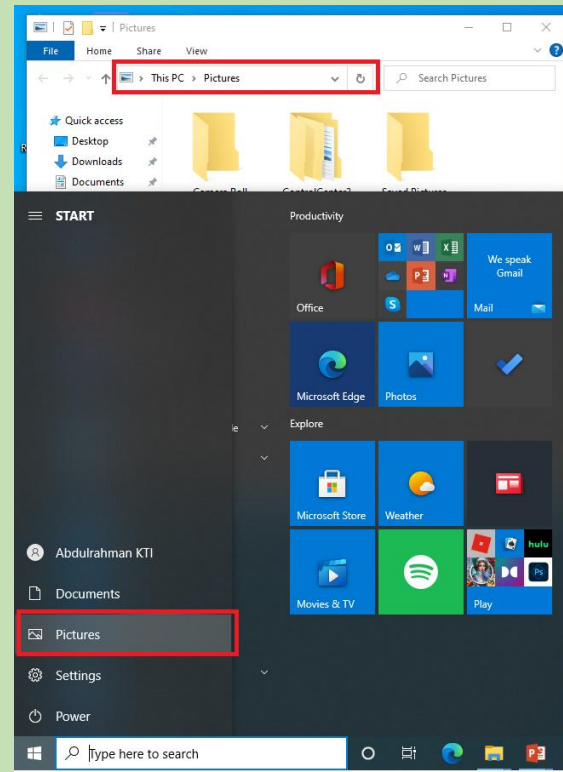 Pictures
File Home Share View
This PC > Pictures
Search Pictures
Quick access
Desktop
Downloads
Documents
START
Productivity
We speak
Gmail
Office
Mail
Microsoft Edge
Photos
Explore
Microsoft Store
Weather
hulu
Ps
Movies & TV
Play
Abdulrahman KTI
Documents
Pictures
Settings
Power
Type here to search